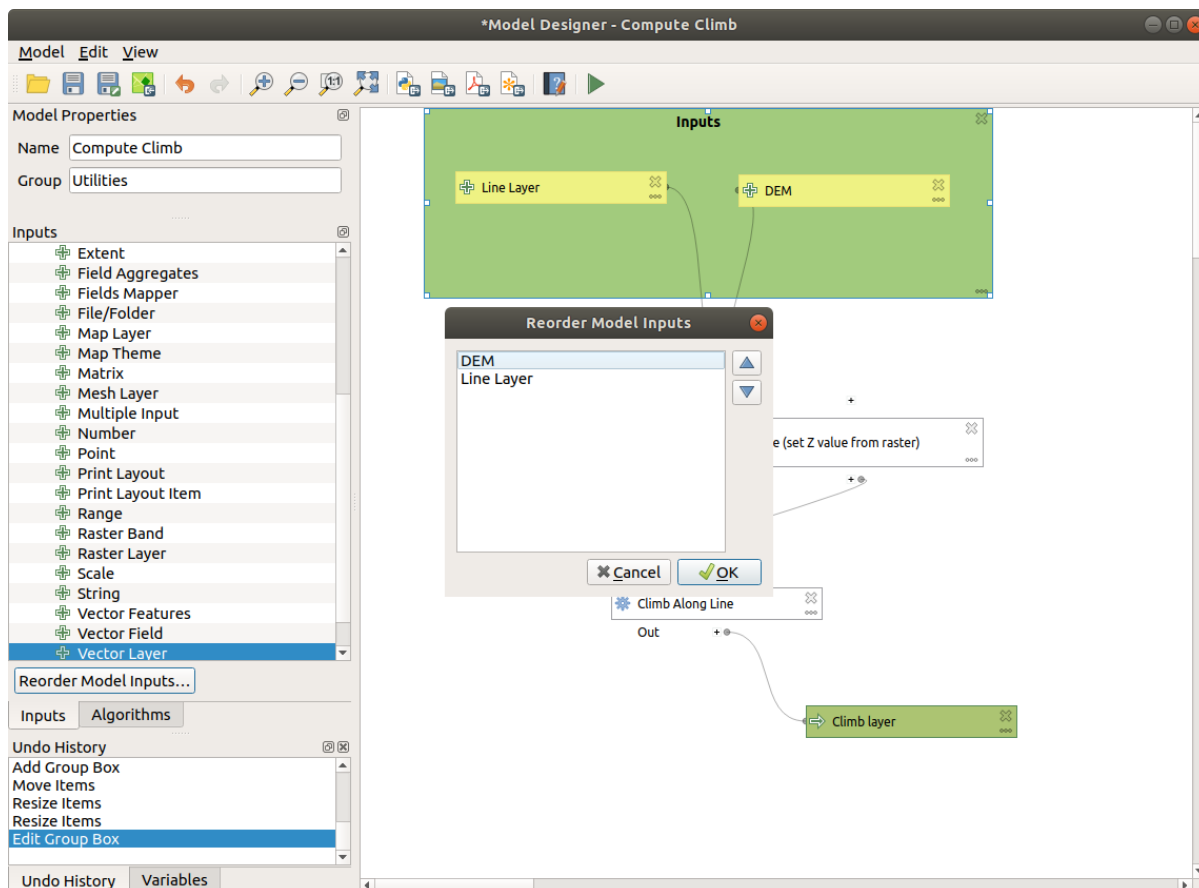 *Model Designer - Compute Climb
Model Edit View
1:1
Model Properties
Name Compute Climb
Group Utilities
Inputs
Extent
Field Aggregates
Fields Mapper
File/Folder
Map Layer
Map Theme
Matrix
Mesh Layer
Multiple Input
Number
Point
Print Layout
Print Layout Item
Range
Raster Band
Raster Layer
Scale
String
Vector Features
Vector Field
Vector Layer
Reorder Model Inputs...
Inputs Algorithms
Undo History
Add Group Box
Move Items
Resize Items
Resize Items
Edit Group Box
Undo History Variables
Inputs
Line Layer
DEM
Reorder Model Inputs
DEM
Line Layer
Cancel OK
e (set Z value from raster)
Climb Along Line
Out
Climb layer